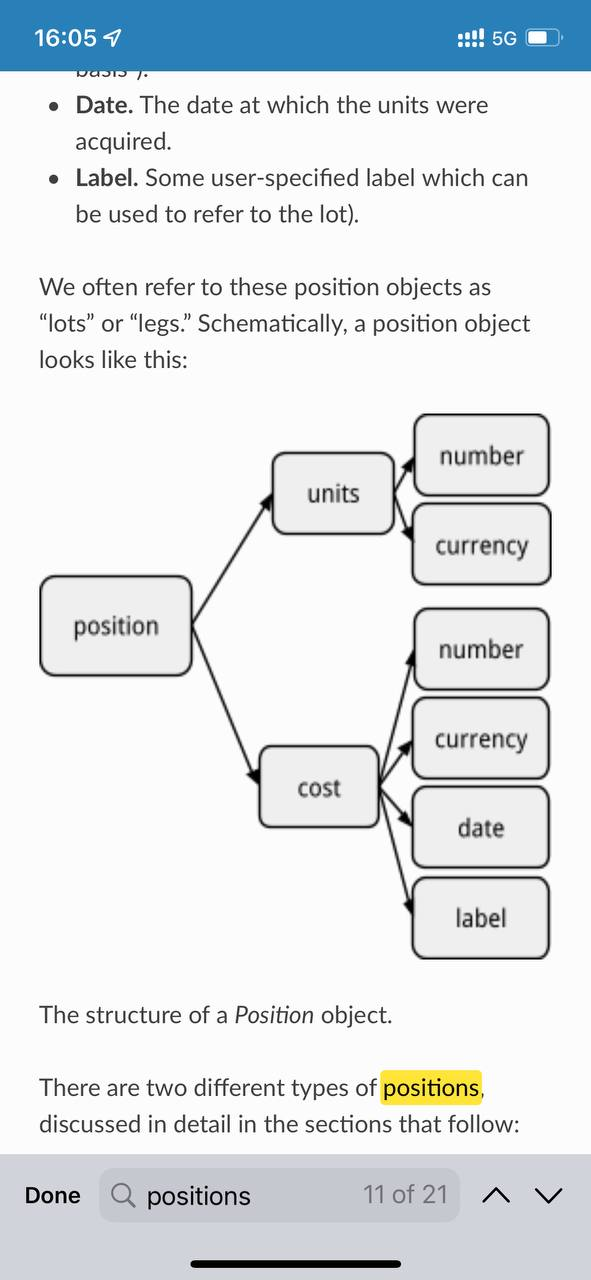 16:05 5G
basis").
• Date. The date at which the units were
acquired.
• Label. Some user-specified label which can
be used to refer to the lot).
We often refer to these position objects as
“lots” or “legs.” Schematically, a position object
looks like this:
number
units
currency
position
number
currency
cost
date
label
The structure of a Position object.
There are two different types of positions,
discussed in detail in the sections that follow:
Done positions 11 of 21